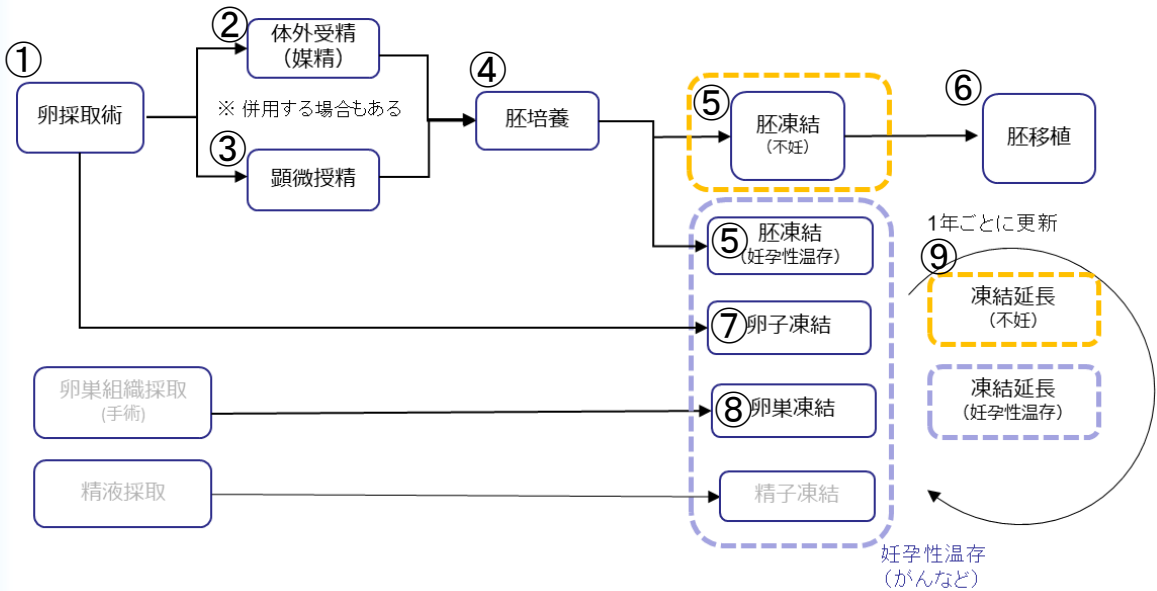 ①
卵採取術
②
体外受精
（媒精）
※ 併用する場合もある
③
顕微授精
④
胚培養
⑤
胚凍結
(不妊)
⑥
胚移植
⑤
胚凍結
(妊孕性温存)
⑦
卵子凍結
卵巣組織採取
(手術)
⑧
卵巣凍結
精液採取
精子凍結
1年ごとに更新
⑨
凍結延長
(不妊)
凍結延長
(妊孕性温存)
妊孕性温存
（がんなど）